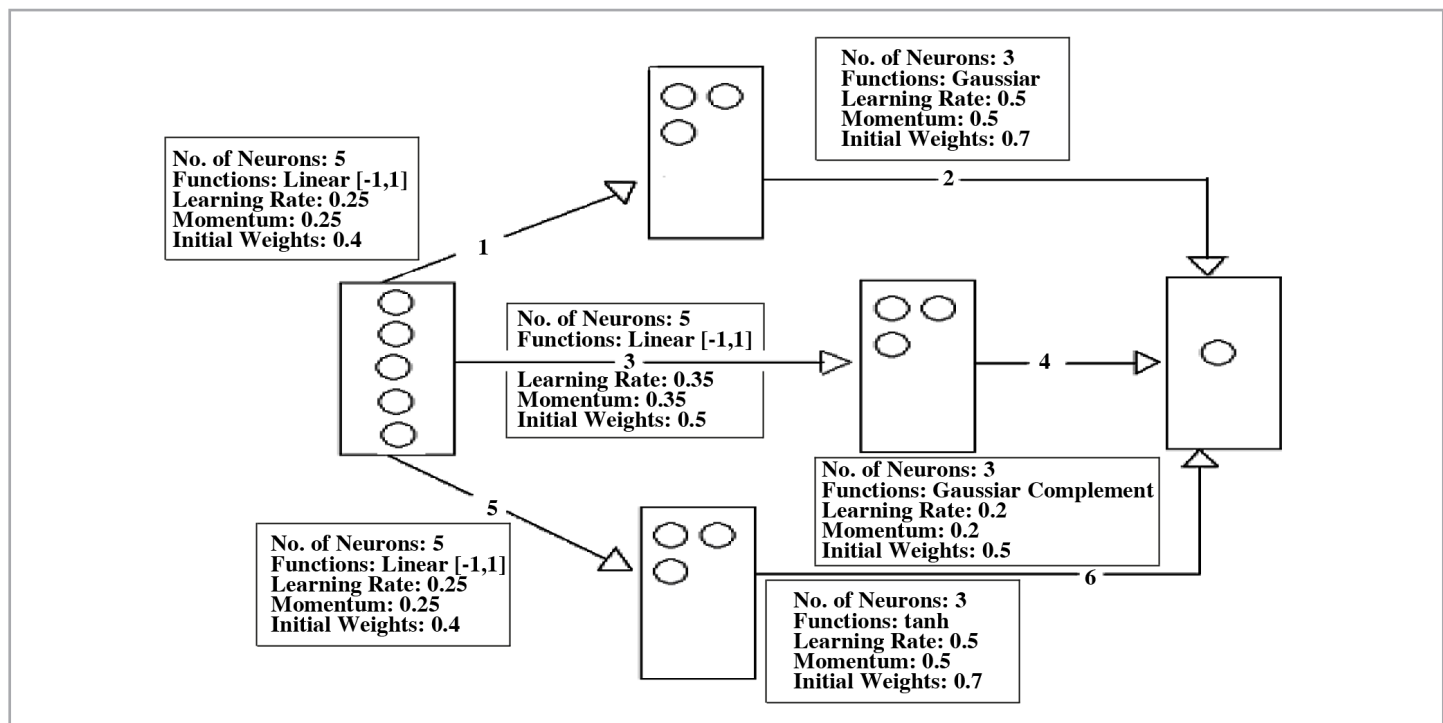 No. of Neurons: 3
Functions: Gaussiar
Learning Rate: 0.5
Momentum: 0.5
Initial Weights: 0.7
2
No. of Neurons: 5
Functions: Linear [-1,1]
Learning Rate: 0.25
Momentum: 0.25
Initial Weights: 0.4
1
No. of Neurons: 5
Functions: Linear [-1,1]
3
Learning Rate: 0.35
Momentum: 0.35
Initial Weights: 0.5
4
No. of Neurons: 3
Functions: Gaussiar Complement
Learning Rate: 0.2
Momentum: 0.2
Initial Weights: 0.5
5
No. of Neurons: 5
Functions: Linear [-1,1]
Learning Rate: 0.25
Momentum: 0.25
Initial Weights: 0.4
6
No. of Neurons: 3
Functions: tanh
Learning Rate: 0.5
Momentum: 0.5
Initial Weights: 0.7